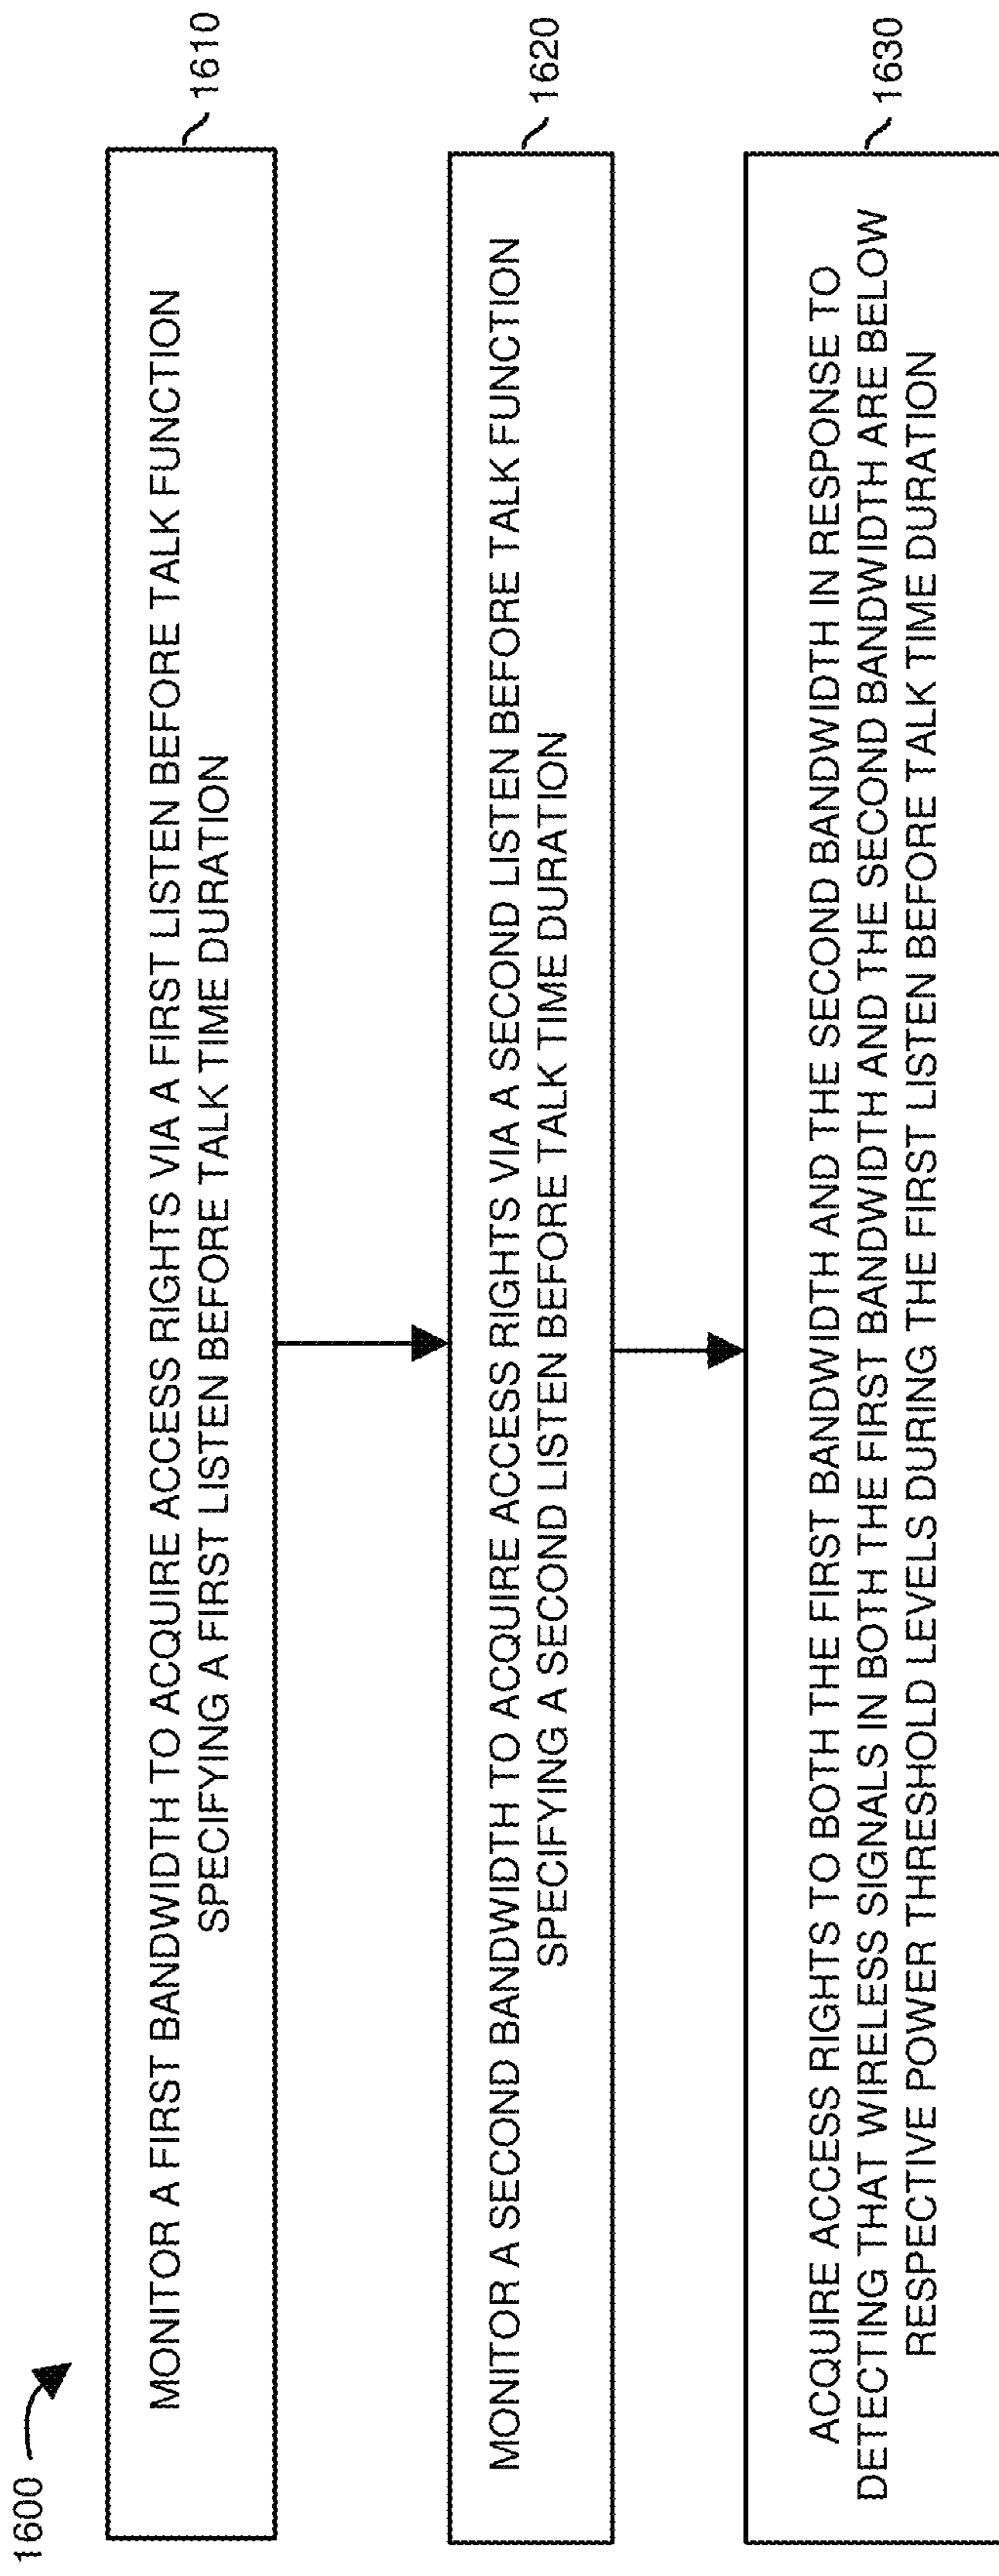 1600
MONITOR A FIRST BANDWIDTH TO ACQUIRE ACCESS RIGHTS VIA A FIRST LISTEN BEFORE TALK FUNCTION
SPECIFYING A FIRST LISTEN BEFORE TALK TIME DURATION
1610
MONITOR A SECOND BANDWIDTH TO ACQUIRE ACCESS RIGHTS VIA A SECOND LISTEN BEFORE TALK FUNCTION
SPECIFYING A SECOND LISTEN BEFORE TALK TIME DURATION
1620
ACQUIRE ACCESS RIGHTS TO BOTH THE FIRST BANDWIDTH AND THE SECOND BANDWIDTH IN RESPONSE TO
DETECTING THAT WIRELESS SIGNALS IN BOTH THE FIRST BANDWIDTH AND THE SECOND BANDWIDTH ARE BELOW
RESPECTIVE POWER THRESHOLD LEVELS DURING THE FIRST LISTEN BEFORE TALK TIME DURATION
1630